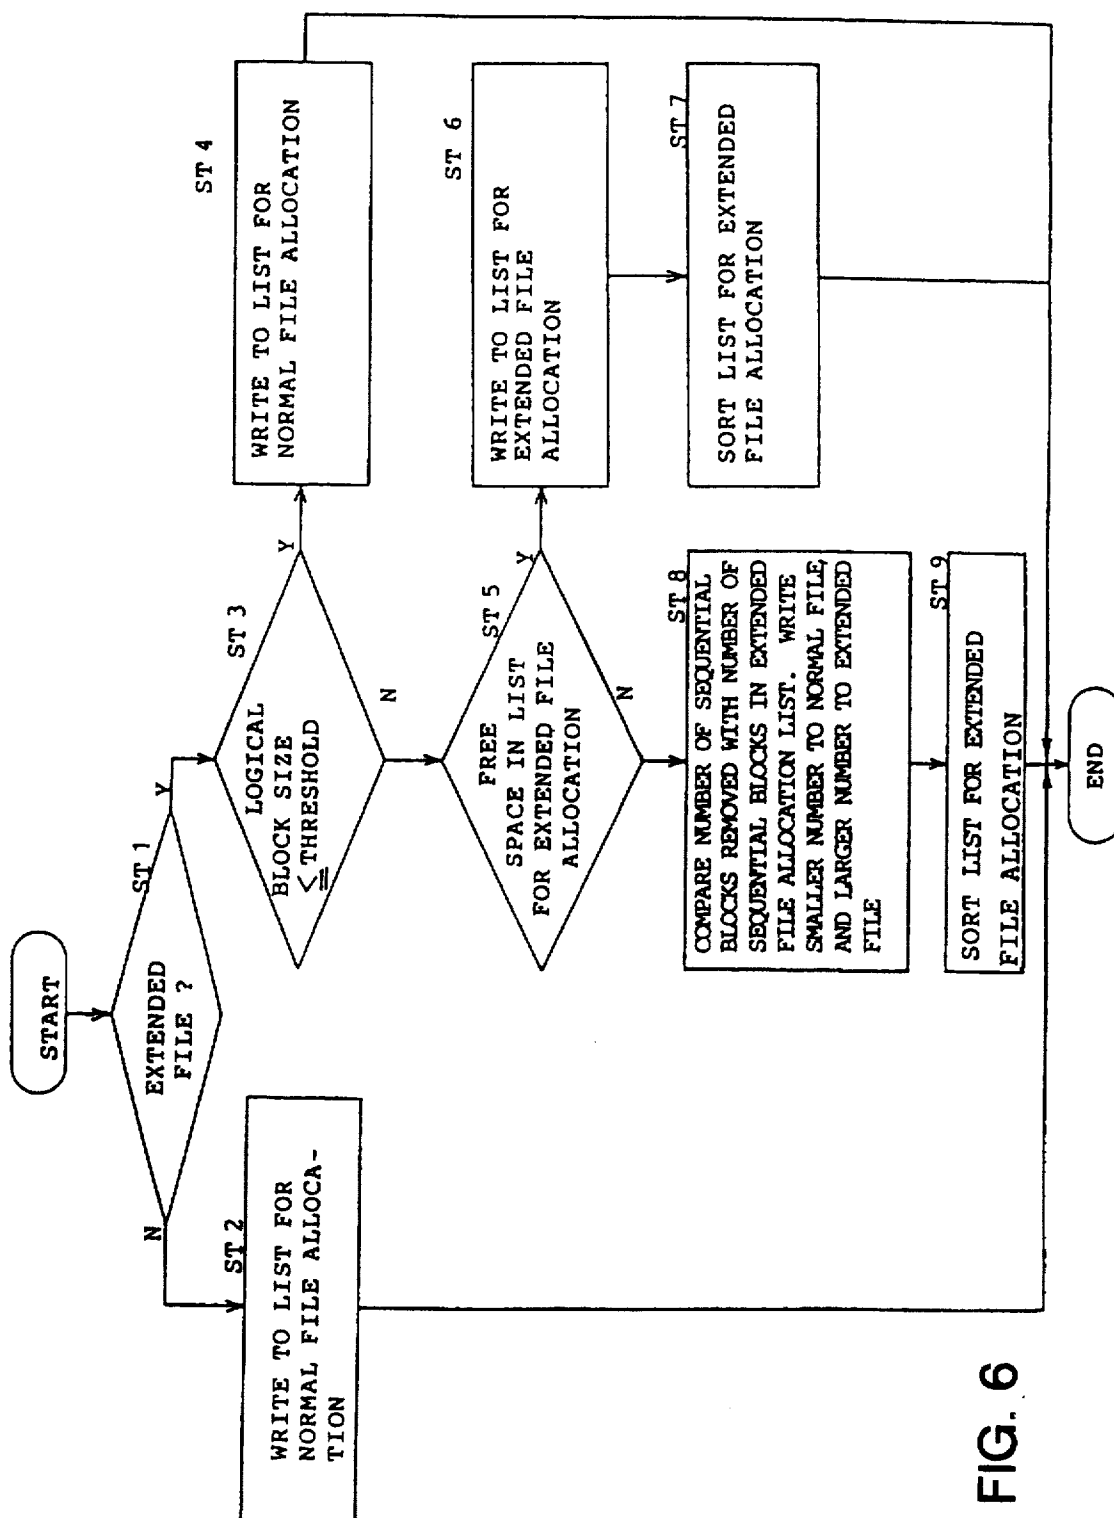 START
ST 1
EXTENDED
FILE ?
N
Y
ST 2
WRITE TO LIST FOR
NORMAL FILE ALLOCA-
TION
ST 3
LOGICAL
BLOCK SIZE
≦ THRESHOLD
Y
N
ST 4
WRITE TO LIST FOR
NORMAL FILE ALLOCATION
ST 5
FREE
SPACE IN LIST
FOR EXTENDED FILE
ALLOCATION
Y
N
ST 6
WRITE TO LIST FOR
EXTENDED FILE
ALLOCATION
ST 7
SORT LIST FOR EXTENDED
FILE ALLOCATION
ST 8
COMPARE NUMBER OF SEQUENTIAL
BLOCKS REMOVED WITH NUMBER OF
SEQUENTIAL BLOCKS IN EXTENDED
FILE ALLOCATION LIST. WRITE
SMALLER NUMBER TO NORMAL FILE,
AND LARGER NUMBER TO EXTENDED
FILE
ST 9
SORT LIST FOR EXTENDED
FILE ALLOCATION
END
FIG. 6